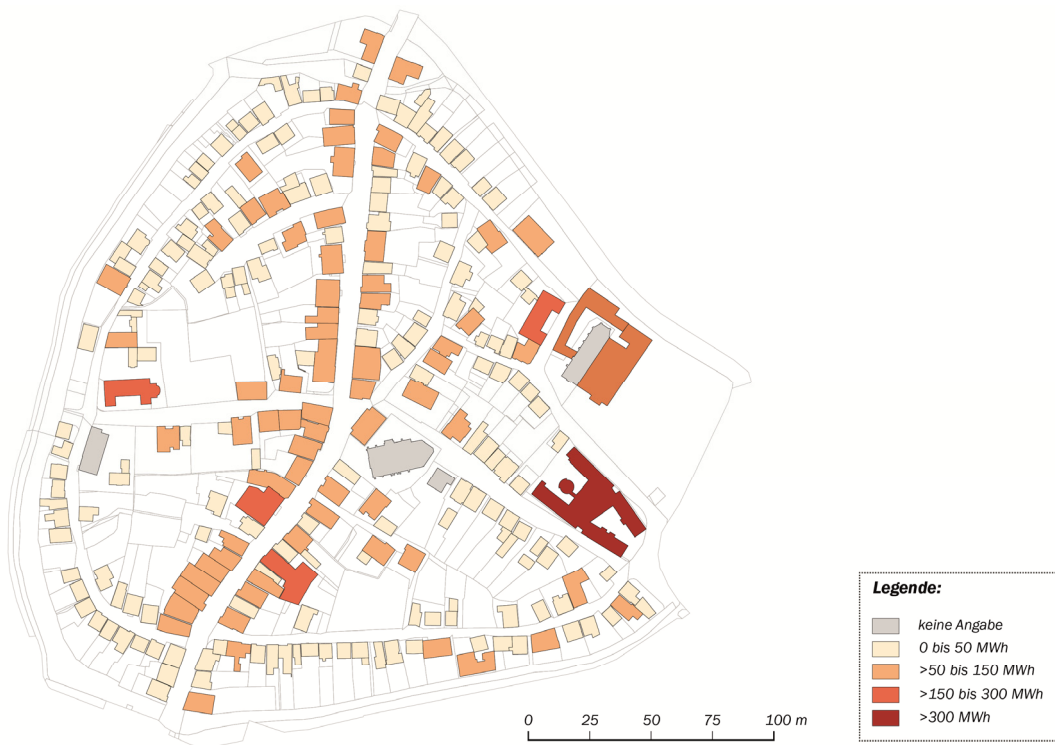 Legende:
keine Angabe
0 bis 50 MWh
>50 bis 150 MWh
>150 bis 300 MWh
>300 MWh
0 25 50 75 100 m